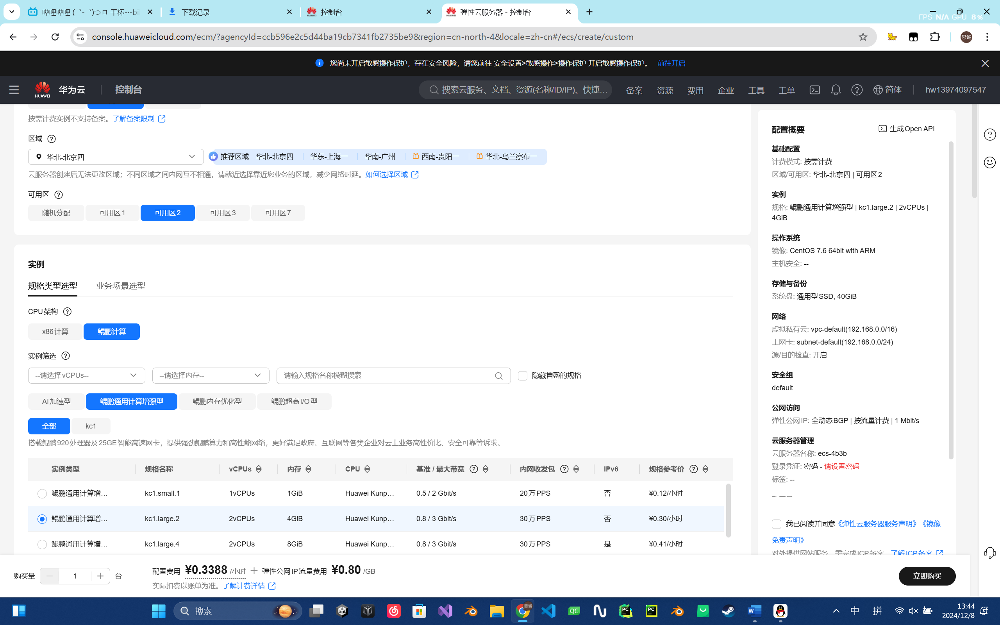 哔哩哔哩 (゜-゜)つロ 干杯~-bi
下载记录
控制台
弹性云服务器 - 控制台
FPS N/A GPU 8%
console.huaweicloud.com/ecm/?agencyId=ccb596e2c5d44ba19cb7341fb2735be9&region=cn-north-4&locale=zh-cn#/ecs/create/custom
思诚
您尚未开启敏感操作保护，存在安全风险，请您前往 安全设置>敏感操作>操作保护 开启敏感操作保护。 前往开启
HUAWEI
华为云
控制台
搜索云服务、文档、资源(名称/ID/IP)、快捷...
备案
资源
费用
企业
工具
工单
简体
hw13974097547
按需计费实例不支持备案。了解备案限制
区域
华北-北京四
推荐区域 华北-北京四 华东-上海一 华南-广州 西南-贵阳一 华北-乌兰察布一
云服务器创建后无法更改区域；不同区域之间内网互不相通，请就近选择靠近您业务的区域，减少网络时延。如何选择区域
可用区
随机分配 可用区1 可用区2 可用区3 可用区7
实例
规格类型选型 业务场景选型
CPU架构
x86计算 鲲鹏计算
实例筛选
--请选择vCPUs-- --请选择内存-- 请输入规格名称模糊搜索 隐藏售罄的规格
AI加速型 鲲鹏通用计算增强型 鲲鹏内存优化型 鲲鹏超高I/O型
全部 kc1
搭载鲲鹏920处理器及25GE智能高速网卡，提供强劲鲲鹏算力和高性能网络，更好满足政府、互联网等各类企业对云上业务高性价比、安全可靠等诉求。
实例类型 规格名称 vCPUs 内存 CPU 基准 / 最大带宽 内网收发包 IPv6 规格参考价
鲲鹏通用计算增... kc1.small.1 1vCPUs 1GiB Huawei Kunp... 0.5 / 2 Gbit/s 20万PPS 否 ¥0.12/小时
鲲鹏通用计算增... kc1.large.2 2vCPUs 4GiB Huawei Kunp... 0.8 / 3 Gbit/s 30万PPS 否 ¥0.30/小时
鲲鹏通用计算增... kc1.large.4 2vCPUs 8GiB Huawei Kunp... 0.8 / 3 Gbit/s 30万PPS 是 ¥0.41/小时
配置概要
生成Open API
基础配置
计费模式: 按需计费
区域/可用区: 华北-北京四 | 可用区2
实例
规格: 鲲鹏通用计算增强型 | kc1.large.2 | 2vCPUs |
4GiB
操作系统
镜像: CentOS 7.6 64bit with ARM
主机安全: --
存储与备份
系统盘: 通用型SSD, 40GiB
网络
虚拟私有云: vpc-default(192.168.0.0/16)
主网卡: subnet-default(192.168.0.0/24)
源/目的检查: 开启
安全组
default
公网访问
弹性公网IP: 全动态BGP | 按流量计费 | 1 Mbit/s
云服务器管理
云服务器名称: ecs-4b3b
登录凭证: 密码 - 请设置密码
标签: --
我已阅读并同意《弹性云服务器服务声明》《镜像
免责声明》
对外提供网站服务，需完成ICP备案。 了解ICP备案
购买量 1 台
配置费用 ¥0.3388 /小时 + 弹性公网IP流量费用 ¥0.80 /GB
实际扣费以账单为准。了解计费详情
立即购买
搜索
QC
PC
PC
中
拼
13:44
2024/12/8